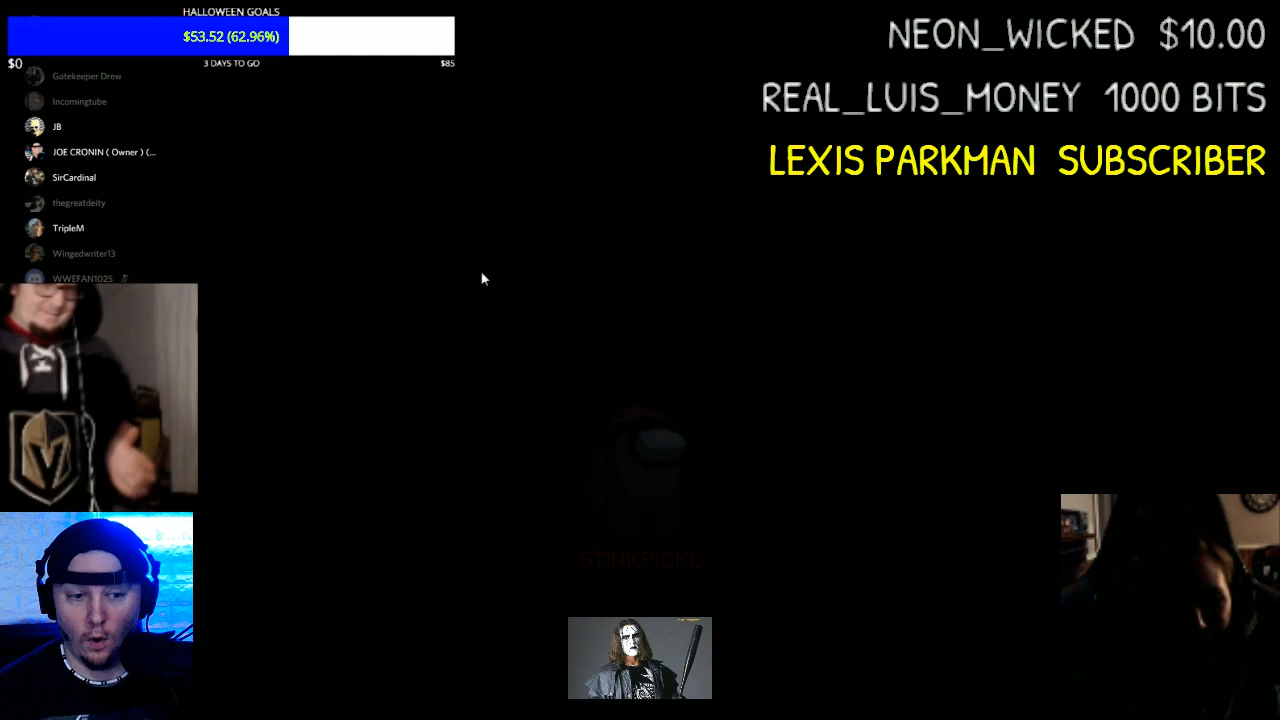 HALLOWEEN GOALS
$53.52 (62.96%)
$0
3 DAYS TO GO
$85
Gatekeeper Drew
Incomingtube
JB
JOE CRONIN ( Owner ) (...
SirCardinal
thegreatdeity
TripleM
Wingedwriter13
WWEFAN1025
NEON_WICKED $10.00
REAL_LUIS_MONEY 1000 BITS
LEXIS PARKMAN SUBSCRIBER
STINKPICKL